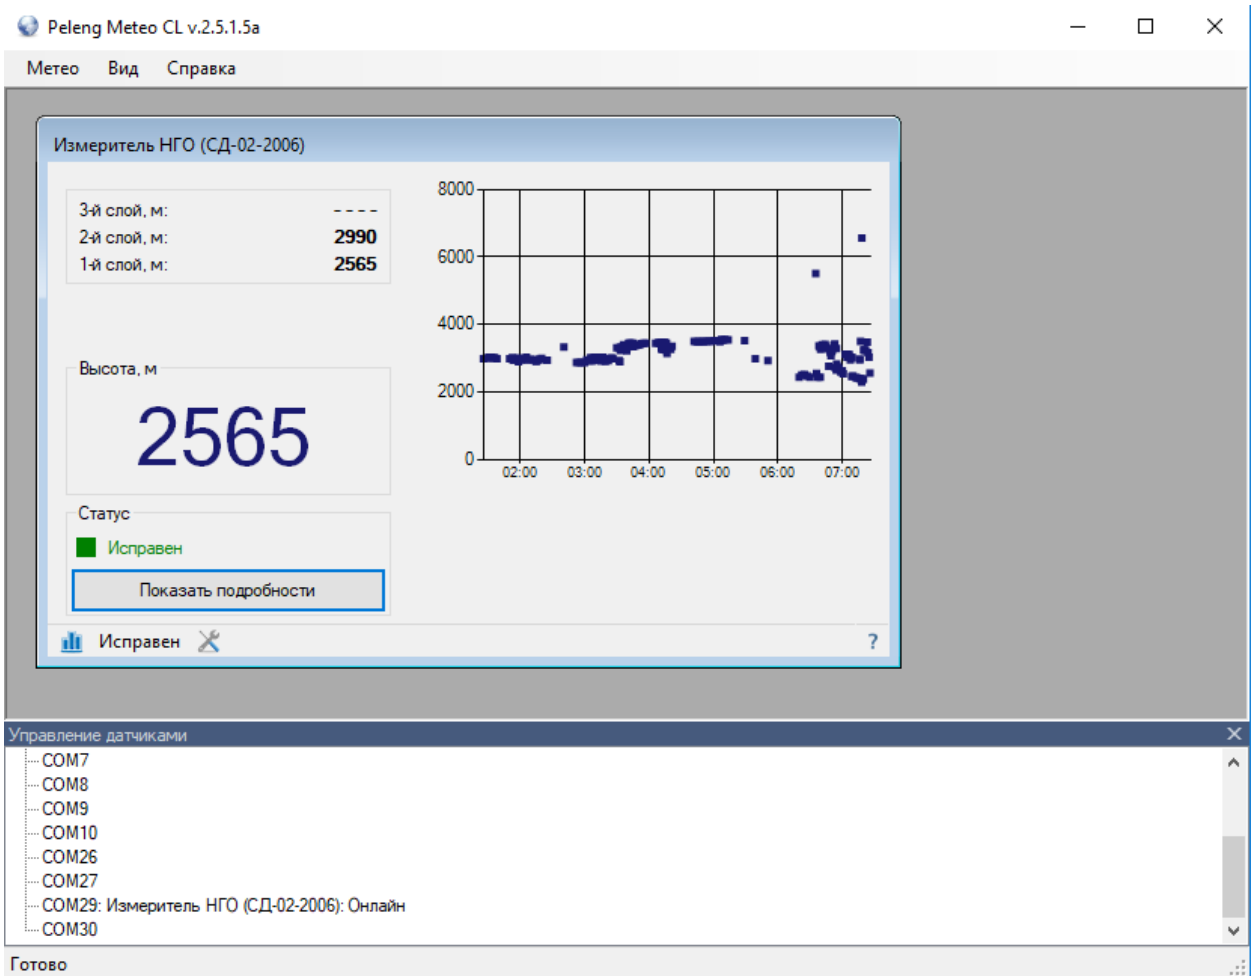 Peleng Meteo CL v.2.5.1.5a
Метео Вид Справка
Измеритель НГО (СД-02-2006)
3-й слой, м: - - - -
2-й слой, м: 2990
1-й слой, м: 2565
Высота, м
2565
Статус
Исправен
Показать подробности
8000
6000
4000
2000
0
02:00 03:00 04:00 05:00 06:00 07:00
Исправен ?
Управление датчиками
COM7
COM8
COM9
COM10
COM26
COM27
COM29: Измеритель НГО (СД-02-2006): Онлайн
COM30
Готово